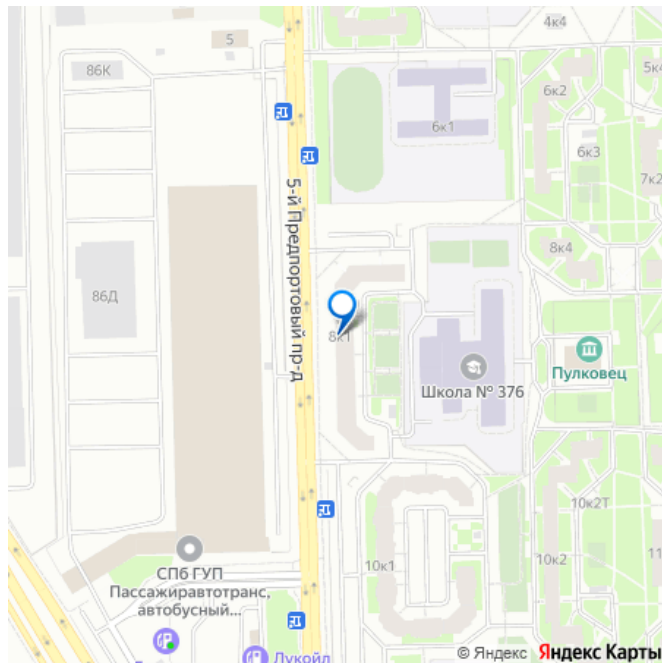 4к4
5
86К
5к4
6к2
6к1
6к3
7к2
5-й Предпортовый пр-д
8к4
86Д
8к1
Пулковец
Школа № 376
10к2Т
10к2
10к1
СПб ГУП
Пассажиравтотранс,
автобусный...
Лукойл
© Яндекс Яндекс Карты